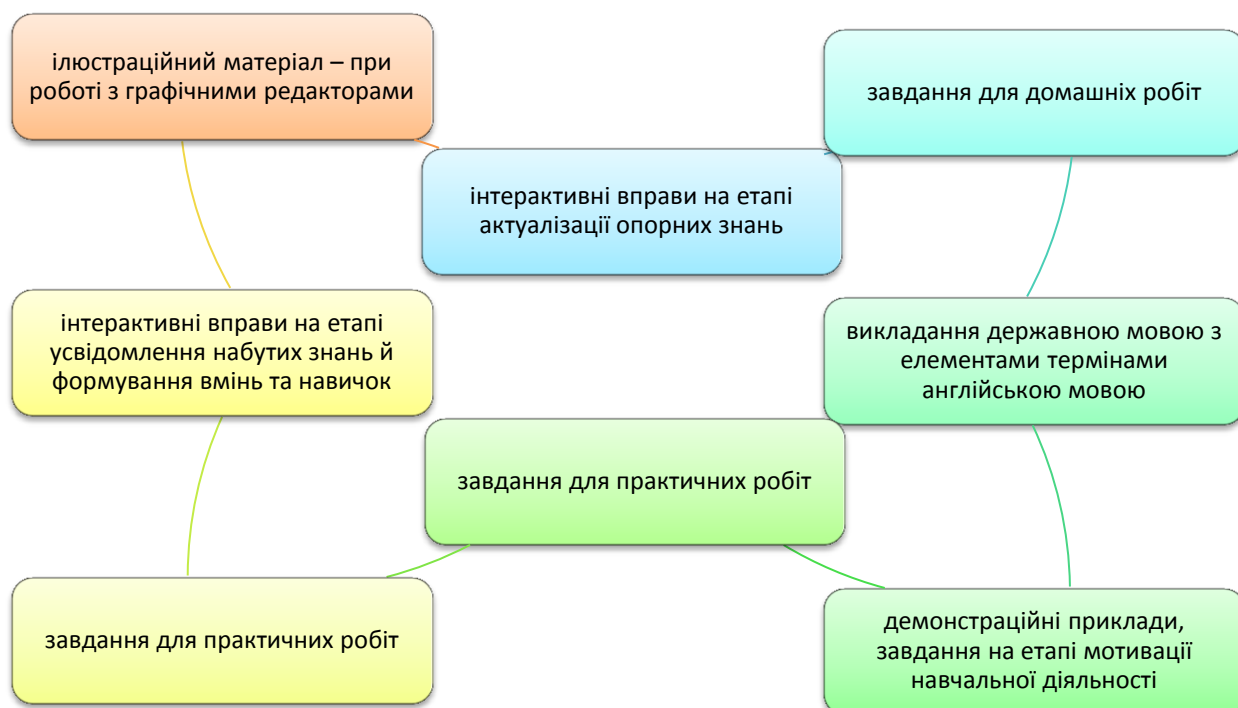 ілюстраційний матеріал – при
роботі з графічними редакторами
завдання для домашніх робіт
інтерактивні вправи на етапі
актуалізації опорних знань
інтерактивні вправи на етапі
усвідомлення набутих знань й
формування вмінь та навичок
викладання державною мовою з
елементами термінами
англійською мовою
завдання для практичних робіт
завдання для практичних робіт
демонстраційні приклади,
завдання на етапі мотивації
навчальної діяльності